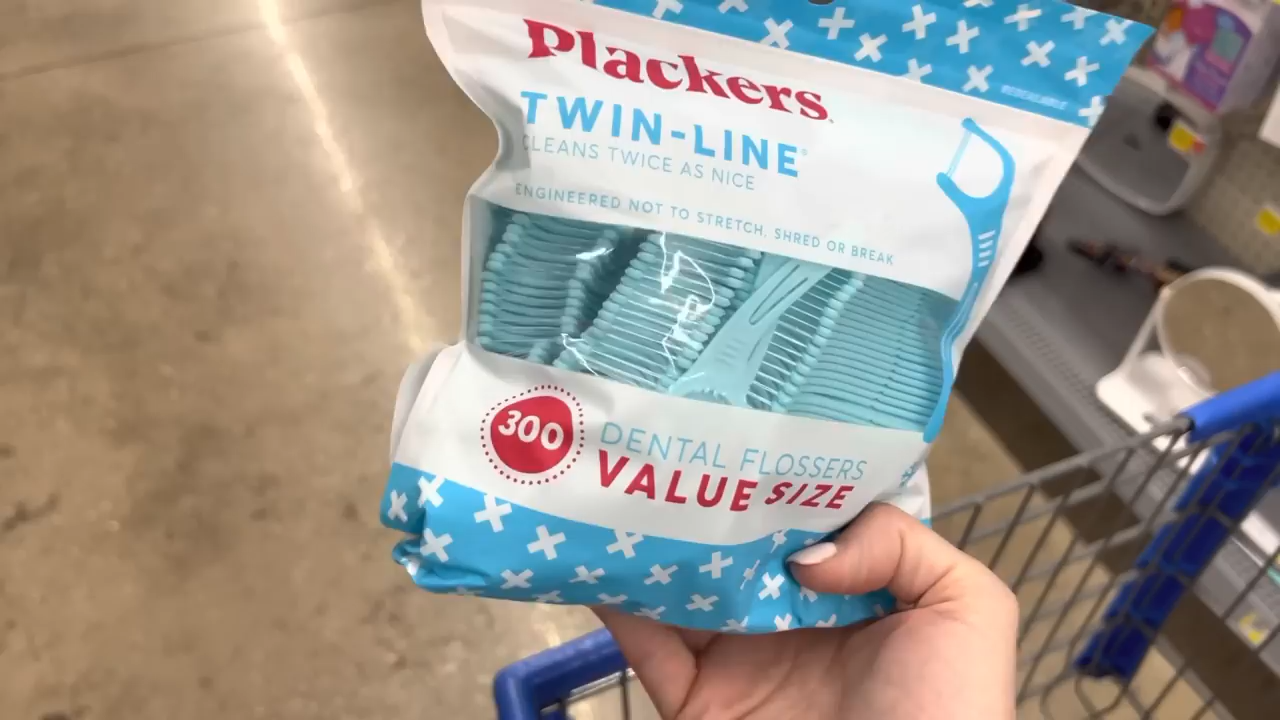 RESEALABLE
Plackers.
TWIN-LINE®
CLEANS TWICE AS NICE
ENGINEERED NOT TO STRETCH, SHRED OR BREAK
300
DENTAL FLOSSERS
VALUE SIZE